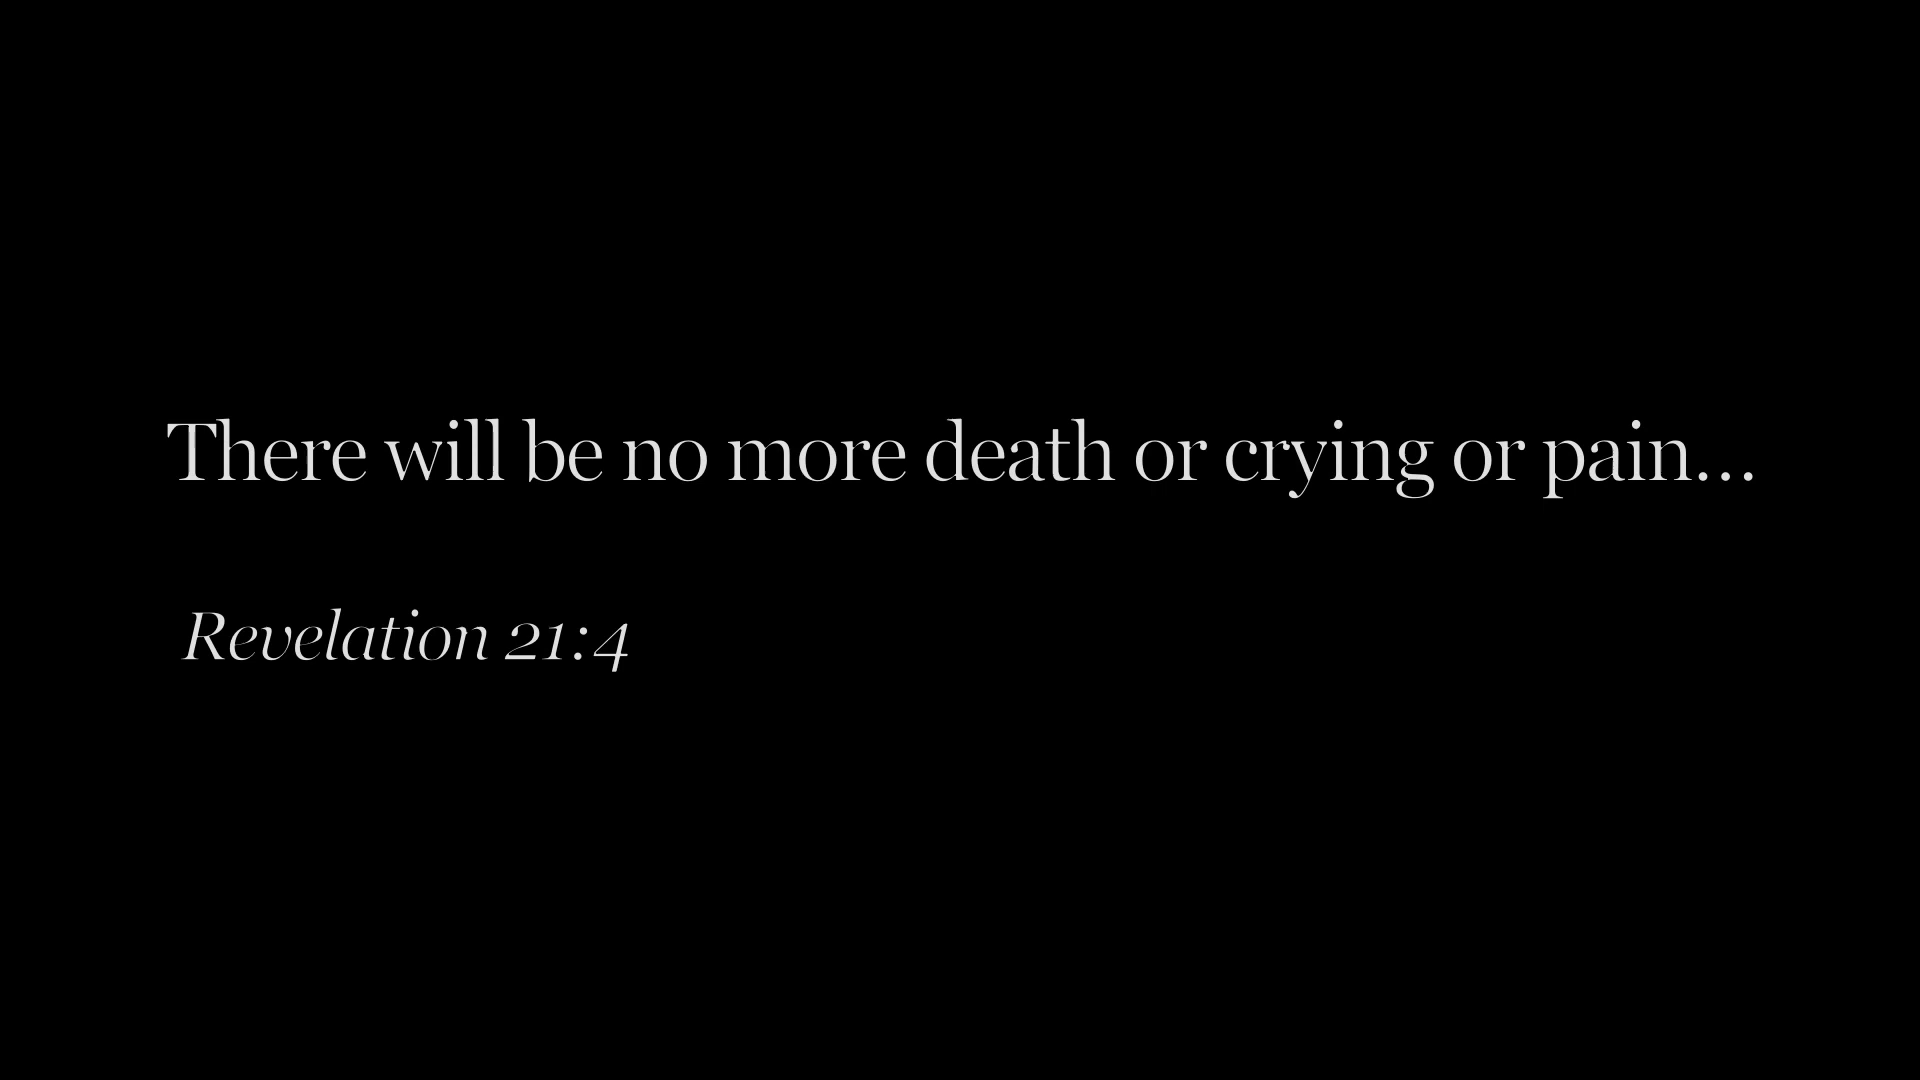 There will be no more death or crying or pain...
Revelation 21:4